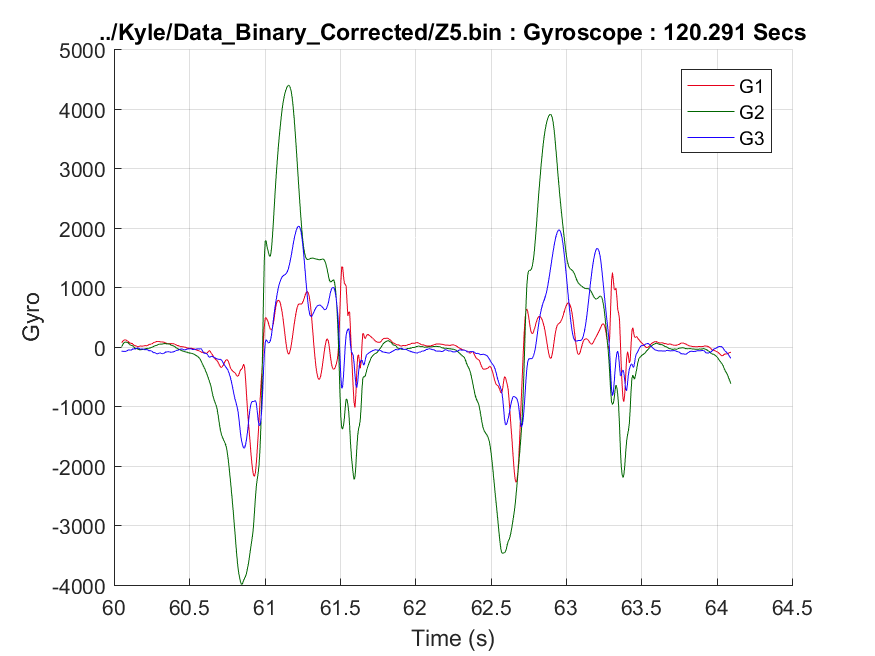 ../Kyle/Data_Binary_Corrected/Z5.bin : Gyroscope : 120.291 Secs
5000
4000
3000
2000
1000
0
-1000
-2000
-3000
-4000
Gyro
G1
G2
G3
60 60.5 61 61.5 62 62.5 63 63.5 64 64.5
Time (s)